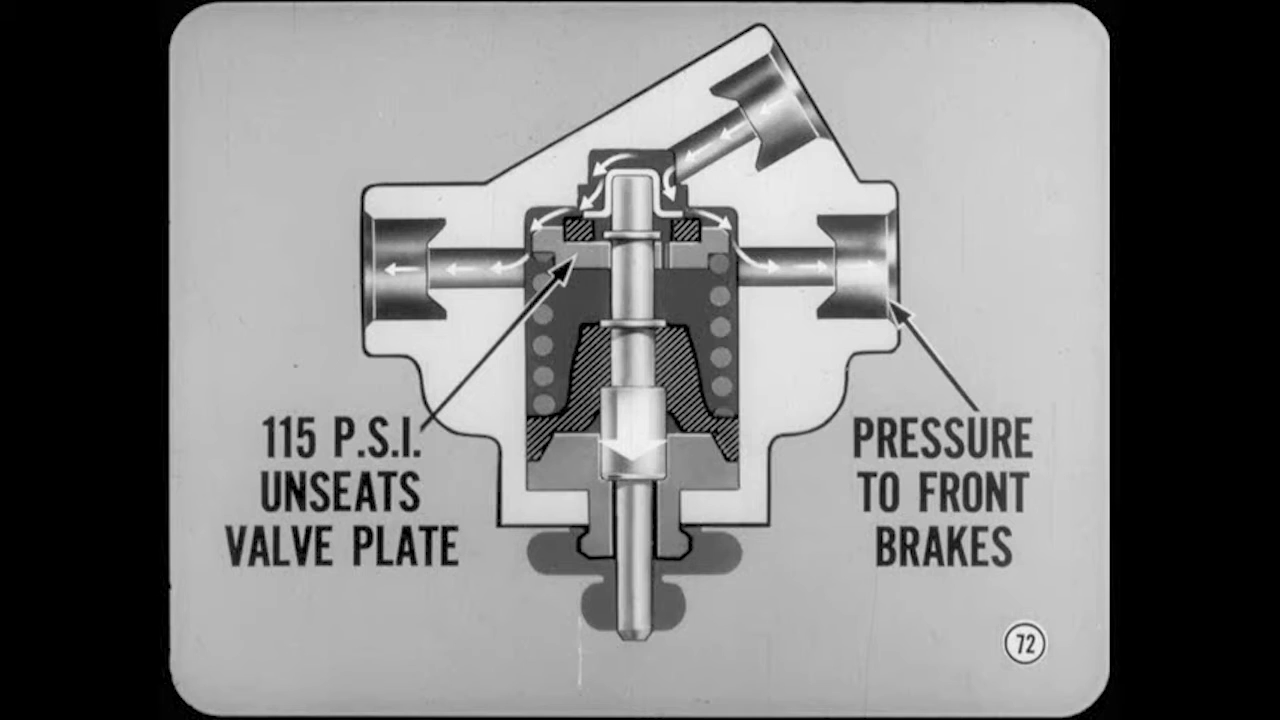 115 P.S.I.
UNSEATS
VALVE PLATE
PRESSURE
TO FRONT
BRAKES
72